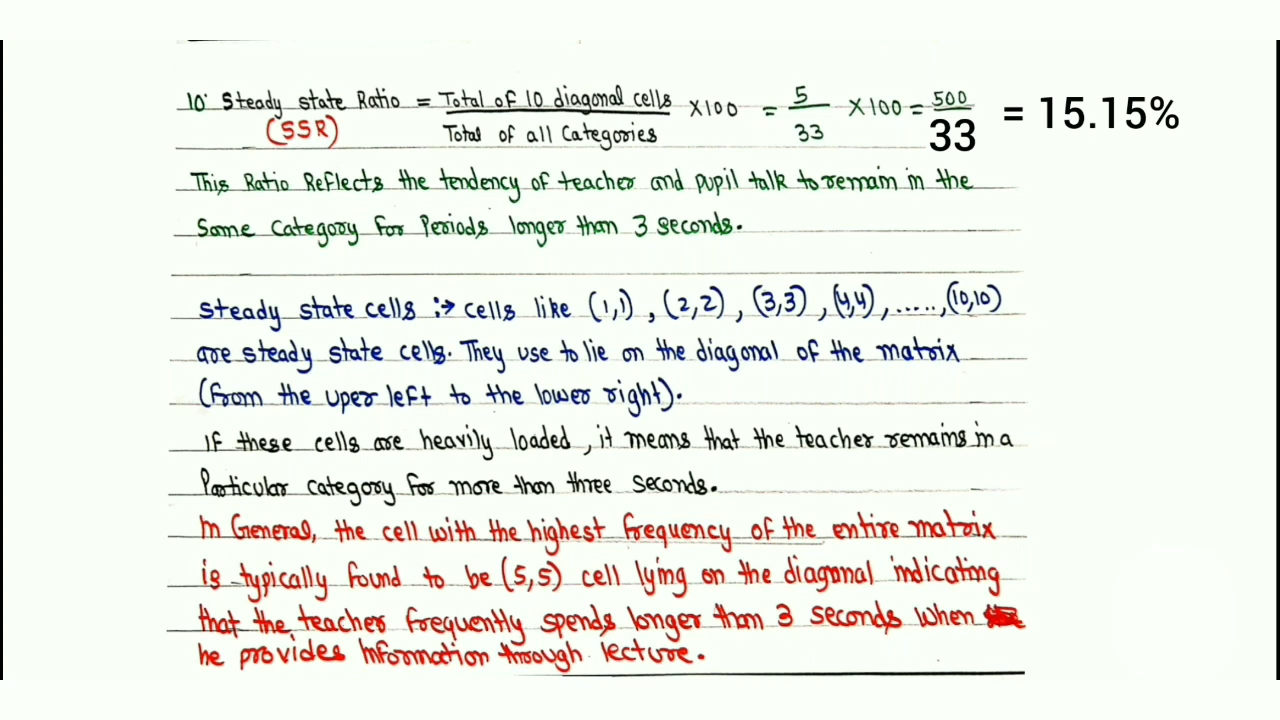 10. Steady state Ratio = Total of 10 diagonal cells / Total of all Categories X100 = 5/33 X100 = 500/33 = 15.15%
(SSR)
This Ratio Reflects the tendency of teacher and pupil talk to remain in the
Same Category for Periods longer than 3 seconds.
Steady state cells :→ cells like (1,1), (2,2), (3,3), (4,4), ....., (10,10)
are steady state cells. They use to lie on the diagonal of the matrix
(from the uper left to the lower right).
If these cells are heavily loaded, it means that the teacher remains in a
Particular category for more than three seconds.
In General, the cell with the highest frequency of the entire matrix
is typically found to be (5,5) cell lying on the diagonal indicating
that the teacher frequently spends longer than 3 seconds when
he provides Information through lecture.